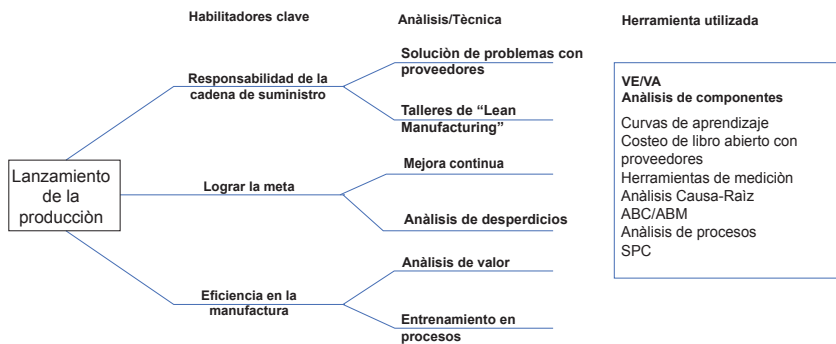 Habilitadores clave
Anàlisis/Tècnica
Herramienta utilizada
Soluciòn de problemas con
proveedores
Responsabilidad de la
cadena de suministro
Talleres de “Lean
Manufacturing”
Lanzamiento
de la
producciòn
Mejora continua
Lograr la meta
Anàlisis de desperdicios
Anàlisis de valor
Eficiencia en la
manufactura
Entrenamiento en
procesos
VE/VA
Anàlisis de componentes
Curvas de aprendizaje
Costeo de libro abierto con
proveedores
Herramientas de mediciòn
Anàlisis Causa-Raìz
ABC/ABM
Anàlisis de procesos
SPC